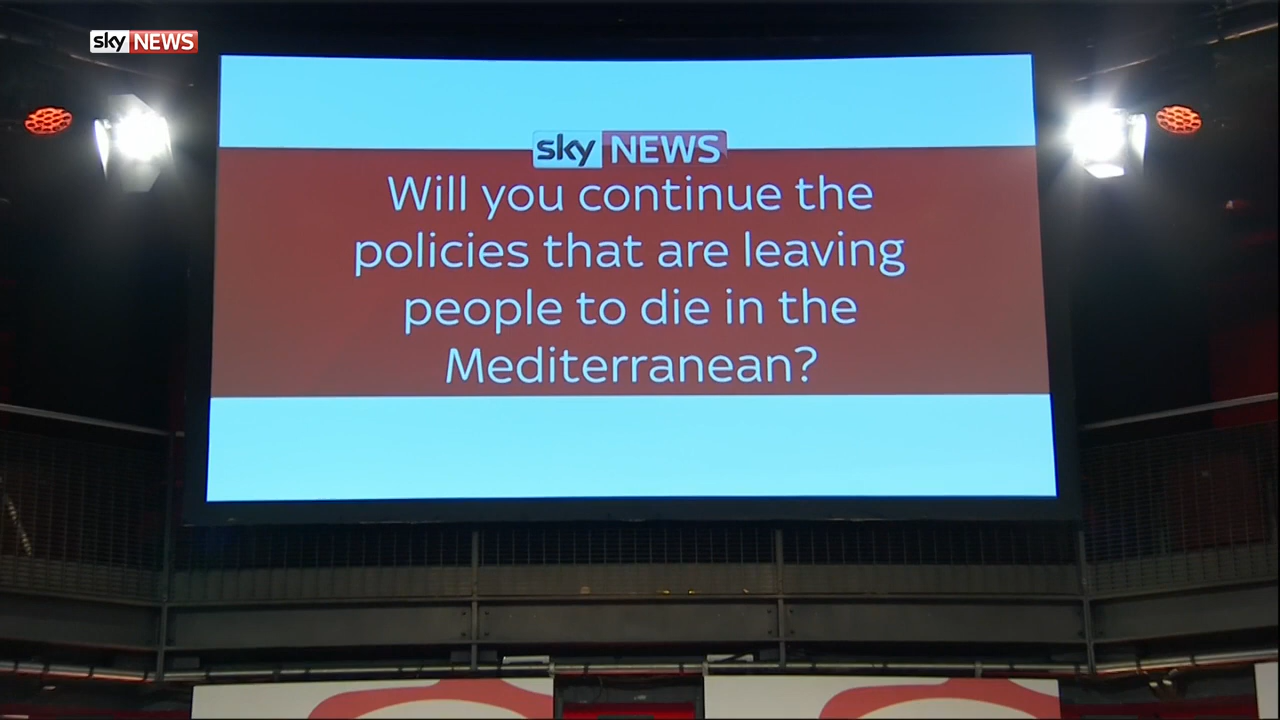 sky NEWS
sky NEWS
Will you continue the
policies that are leaving
people to die in the
Mediterranean?